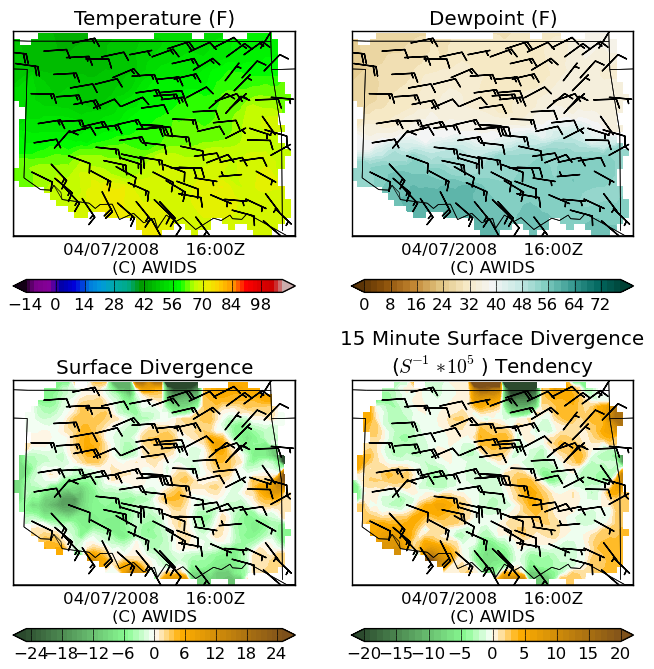 Temperature (F)
Dewpoint (F)
04/07/2008 16:00Z
(C) AWIDS
04/07/2008 16:00Z
(C) AWIDS
−14 0 14 28 42 56 70 84 98
0 8 16 24 32 40 48 56 64 72
Surface Divergence
15 Minute Surface Divergence
(S⁻¹ *10⁵ ) Tendency
04/07/2008 16:00Z
(C) AWIDS
04/07/2008 16:00Z
(C) AWIDS
−24 −18 −12 −6 0 6 12 18 24
−20 −15 −10 −5 0 5 10 15 20